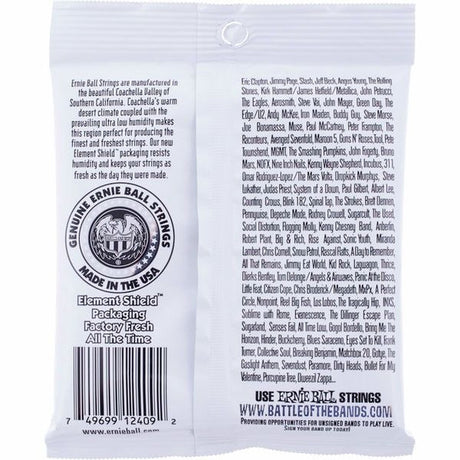 Ernie Ball Strings are manufactured in
the beautiful Coachella Valley of
Southern California. Coachella's warm
desert climate coupled with the
prevailing ultra low humidity makes
this region perfect for producing the
finest and freshest strings. Our new
Element Shield™ packaging resists
humidity and keeps your strings as
fresh as the day they were made.
GENUINE ERNIE BALL STRINGS
MADE IN THE USA
Element Shield™
Packaging
Factory Fresh
All The Time
7 49699 12409 2
www.ernieball.com
Eric Clapton, Jimmy Page, Slash, Jeff Beck, Angus Young, The Rolling
Stones, Kirk Hammett / James Hetfield / Metallica, John Petrucci,
The Eagles, Aerosmith, Steve Vai, John Mayer, Green Day, The
Edge/U2, Andy McKee, Iron Maiden, Buddy Guy, Steve Morse,
Joe Bonamassa, Muse, Paul McCartney, Peter Frampton, The
Raconteurs, Avenged Sevenfold, Maroon 5, Guns N' Roses, Tool, Pete
Townshend, MGMT, The Smashing Pumpkins, John Fogerty, Bruno
Mars, NOFX, Nine Inch Nails, Kenny Wayne Shepherd, Incubus, 311,
Omar Rodriguez-Lopez/The Mars Volta, Dropkick Morphys, Steve
Lukather, Judas Priest, System of a Down, Paul Gilbert, Albert Lee,
Counting Crows, Blink 182, Spinal Tap, The Strokes, Brett Dennen,
Pennywise, Depeche Mode, Rodney Crowell, Sugarcult, The Used,
Social Distortion, Flogging Molly, Kenny Chesney Band, Anberlin,
Robert Plant, Big & Rich, Rise Against, Sonic Youth, Miranda
Lambert, Chris Cornell, Snow Patrol, Rascal Flatts, A Day to Remember,
All That Remains, Jimmy Eat World, Kid Rock, Lagwagon, Thrice,
Dierks Bentley, Tom Delonge / Angels & Airwaves, Panic At The Disco,
Little Feat, Citizen Cope, Chris Broderick / Megadeth, MxPx, A Perfect
Circle, Nonpoint, Reel Big Fish, Los Lobos, The Tragically Hip, INXS,
Sublime with Rome, Evenescence, The Dillinger Escape Plan,
Sugarland, Senses Fail, All Time Low, Gogol Bordello, Bring Me The
Horizon, Hinder, Buckcherry, Blues Saraceno, Eyes Set To Kill, Frank
Turner, Collective Soul, Breaking Benjamin, Matchbox 20, Gotye, The
Gaslight Anthem, Sevendust, Paramore, Dirty Heads, Bullet For My
Valentine, Porcupine Tree, Dweezil Zappa...
USE ERNIE BALL STRINGS
WWW.BATTLEOFTHEBANDS.COM
PROVIDING OPPORTUNITIES FOR UNSIGNED BANDS TO PLAY LIVE.
SIGN YOUR BAND UP TODAY!